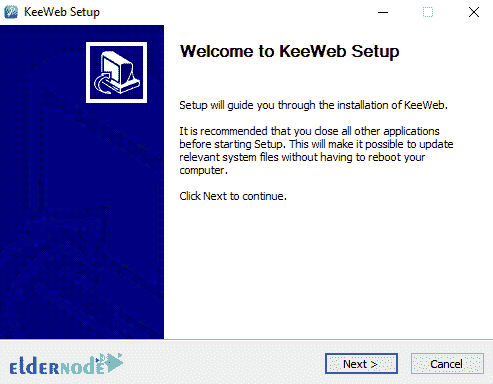 KeeWeb Setup
Welcome to KeeWeb Setup
Setup will guide you through the installation of KeeWeb.
It is recommended that you close all other applications
before starting Setup. This will make it possible to update
relevant system files without having to reboot your
computer.
Click Next to continue.
eldernode
Next >
Cancel